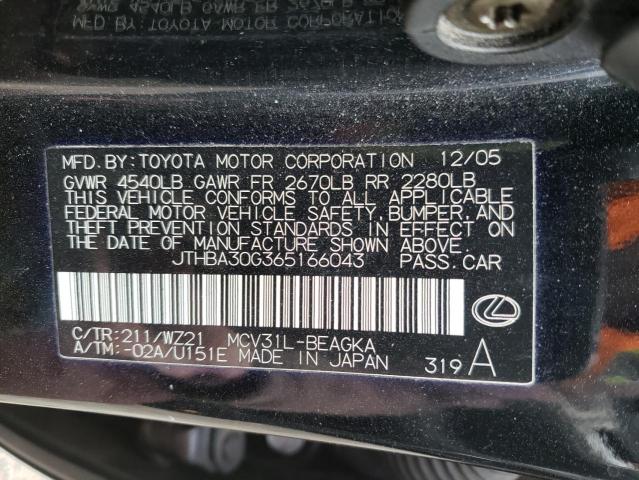 MFD. BY: TOYOTA MOTOR CORPORATION 12/05
GVWR 4540LB GAWR FR 2670LB RR 2280LB
THIS VEHICLE CONFORMS TO ALL APPLICABLE
FEDERAL MOTOR VEHICLE SAFETY, BUMPER, AND
THEFT PREVENTION STANDARDS IN EFFECT ON
THE DATE OF MANUFACTURE SHOWN ABOVE.
JTHBA30G365166043 PASS. CAR
C/TR: 211/WZ21 MCV31L-BEAGKA
A/TM: -02A/U151E MADE IN JAPAN 319 A